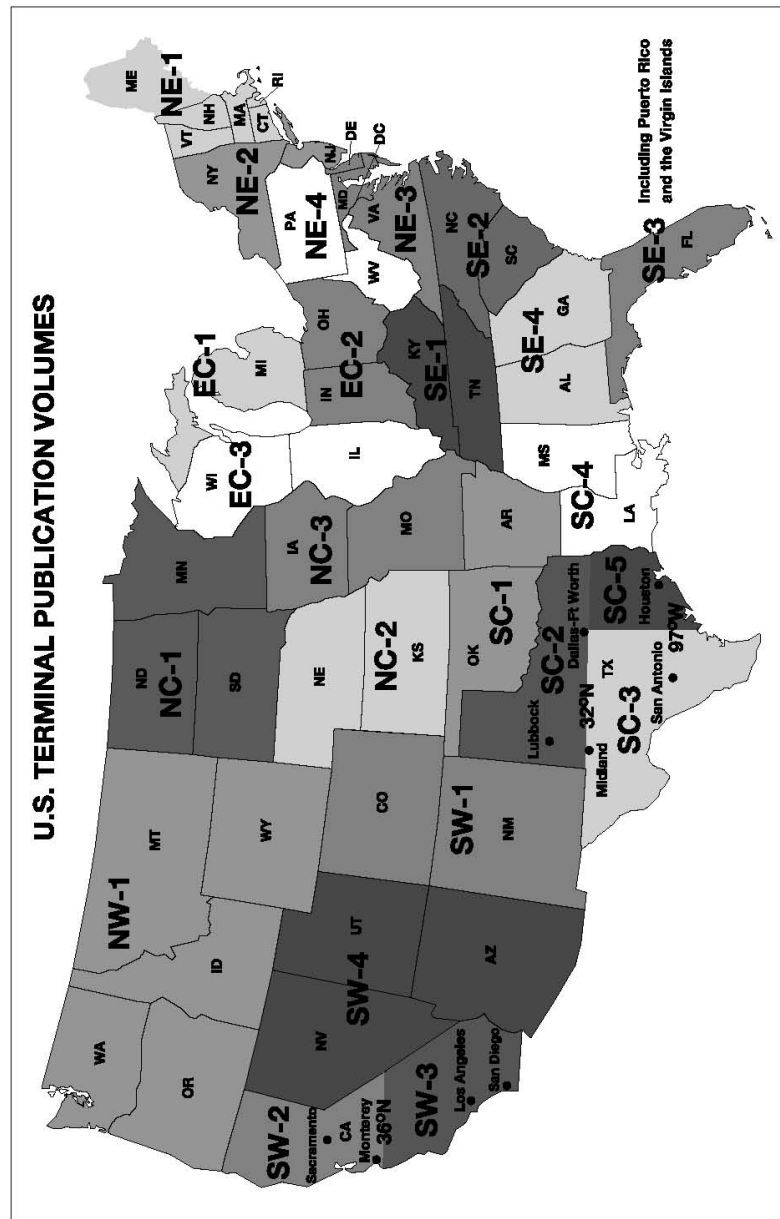 U.S. TERMINAL PUBLICATION VOLUMES
WA
OR
ID
MT
NW-1
WY
NV
UT
SW-4
AZ
SW-2
Sacramento
CA
Monterey
36ºN
SW-3
Los Angeles
San Diego
CO
SW-1
NM
ND
NC-1
SD
MN
NE
NC-2
KS
IA
NC-3
MO
OK
SC-1
AR
Lubbock
SC-2
Dallas-Ft Worth
32ºN
Midland
TX
SC-3
San Antonio
97ºW
SC-5
Houston
WI
EC-3
IL
EC-1
MI
IN
OH
EC-2
KY
SE-1
TN
MS
SC-4
LA
AL
GA
SE-4
NC
SE-2
SC
SE-3
Including Puerto Rico
and the Virgin Islands
FL
WV
VA
NE-3
MD
DE
DC
NJ
PA
NE-4
NY
NE-2
VT
NH
MA
CT
RI
ME
NE-1